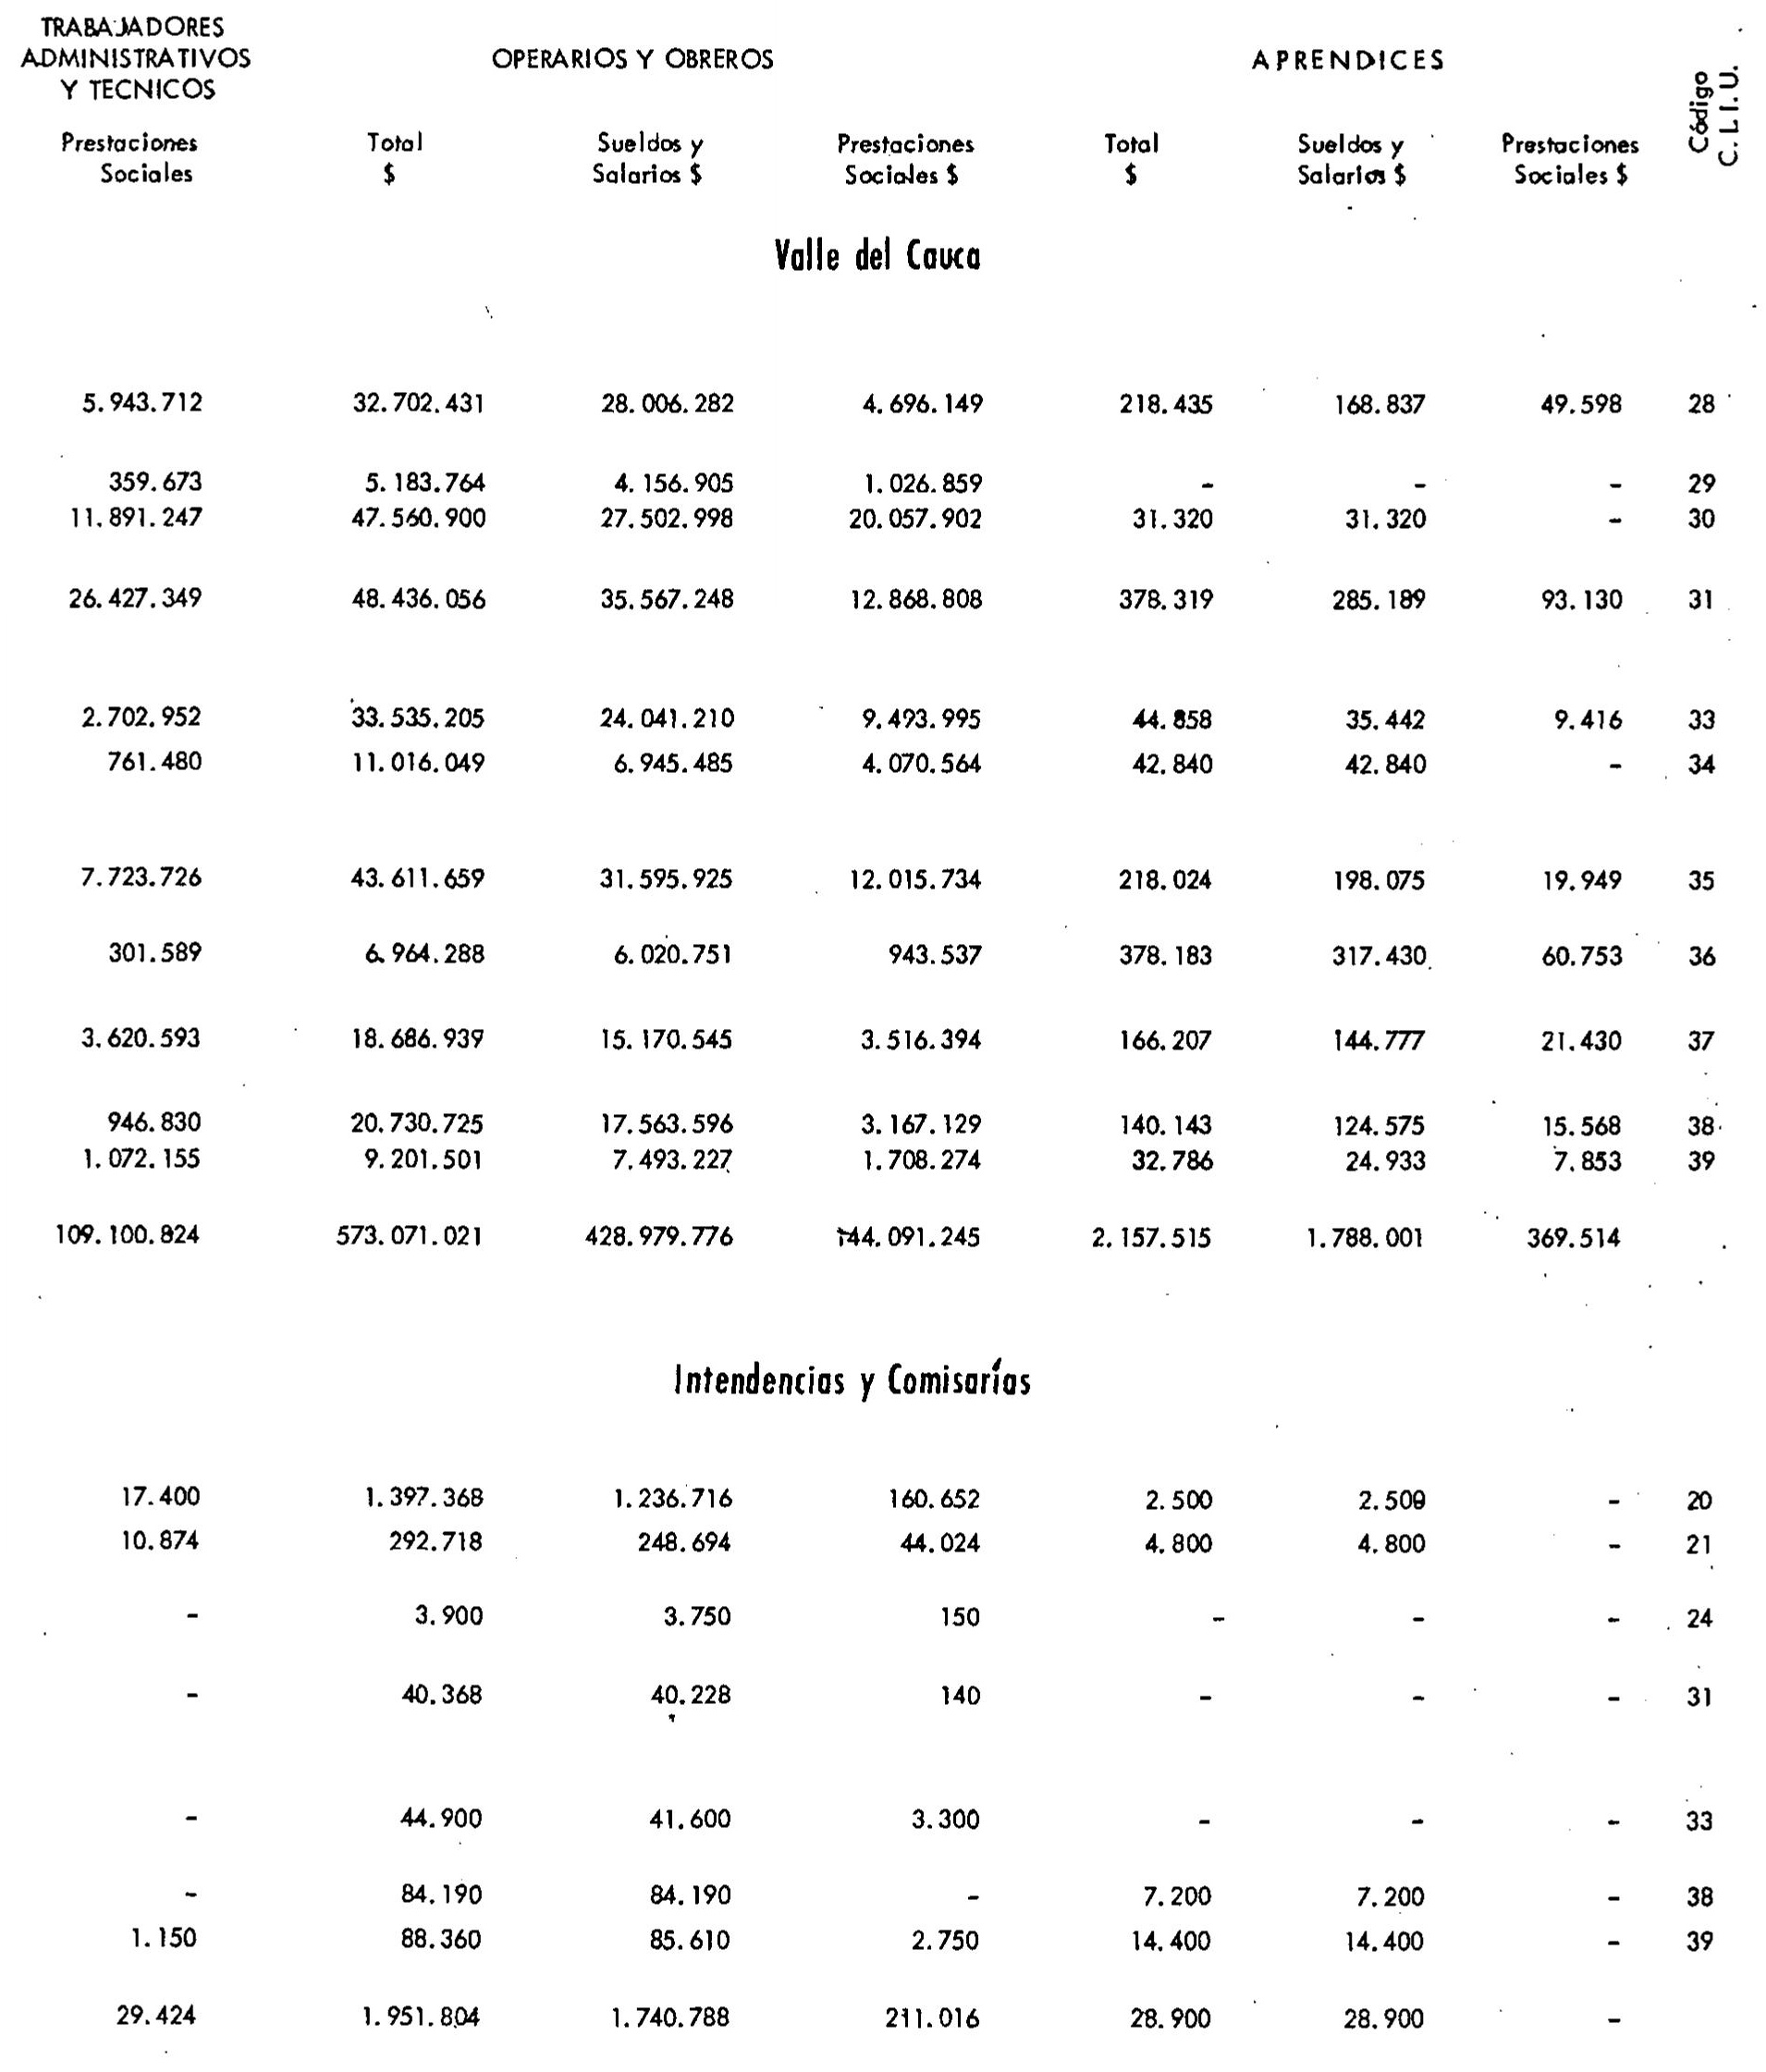 TRABAJADORES
ADMINISTRATIVOS
Y TECNICOS
OPERARIOS Y OBREROS
APRENDICES
Código
C. L I. U.
Prestaciones Total Sueldos y Prestaciones Total Sueldos y Prestaciones
Sociales $ Salarios $ Sociales $ $ Salarios $ Sociales $
Valle del Cauca
5.943.712 32.702.431 28.006.282 4.696.149 218.435 168.837 49.598 28
359.673 5.183.764 4.156.905 1.026.859 - - - 29
11.891.247 47.560.900 27.502.998 20.057.902 31.320 31.320 - 30
26.427.349 48.436.056 35.567.248 12.868.808 378.319 285.189 93.130 31
2.702.952 33.535.205 24.041.210 9.493.995 44.858 35.442 9.416 33
761.480 11.016.049 6.945.485 4.070.564 42.840 42.840 - 34
7.723.726 43.611.659 31.595.925 12.015.734 218.024 198.075 19.949 35
301.589 6.964.288 6.020.751 943.537 378.183 317.430 60.753 36
3.620.593 18.686.939 15.170.545 3.516.394 166.207 144.777 21.430 37
946.830 20.730.725 17.563.596 3.167.129 140.143 124.575 15.568 38
1.072.155 9.201.501 7.493.227 1.708.274 32.786 24.933 7.853 39
109.100.824 573.071.021 428.979.776 144.091.245 2.157.515 1.788.001 369.514
Intendencias y Comisarías
17.400 1.397.368 1.236.716 160.652 2.500 2.500 - 20
10.874 292.718 248.694 44.024 4.800 4.800 - 21
- 3.900 3.750 150 - - - 24
- 40.368 40.228 140 - - - 31
- 44.900 41.600 3.300 - - - 33
- 84.190 84.190 - 7.200 7.200 - 38
1.150 88.360 85.610 2.750 14.400 14.400 - 39
29.424 1.951.804 1.740.788 211.016 28.900 28.900 -